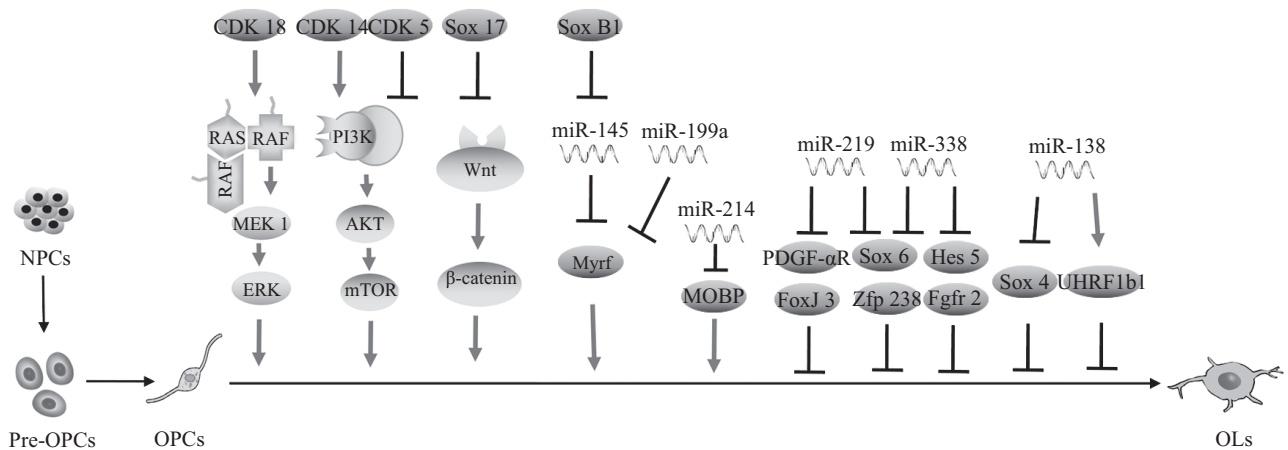 CDK 18
CDK 14
CDK 5
Sox 17
Sox B1
RAS
RAF
RAF
PI3K
Wnt
miR-145
miR-199a
miR-219
miR-338
miR-138
MEK 1
AKT
miR-214
NPCs
Myrf
PDGF-αR
Sox 6
Hes 5
ERK
mTOR
β-catenin
MOBP
FoxJ 3
Zfp 238
Fgfr 2
Sox 4
UHRF1b1
Pre-OPCs
OPCs
OLs